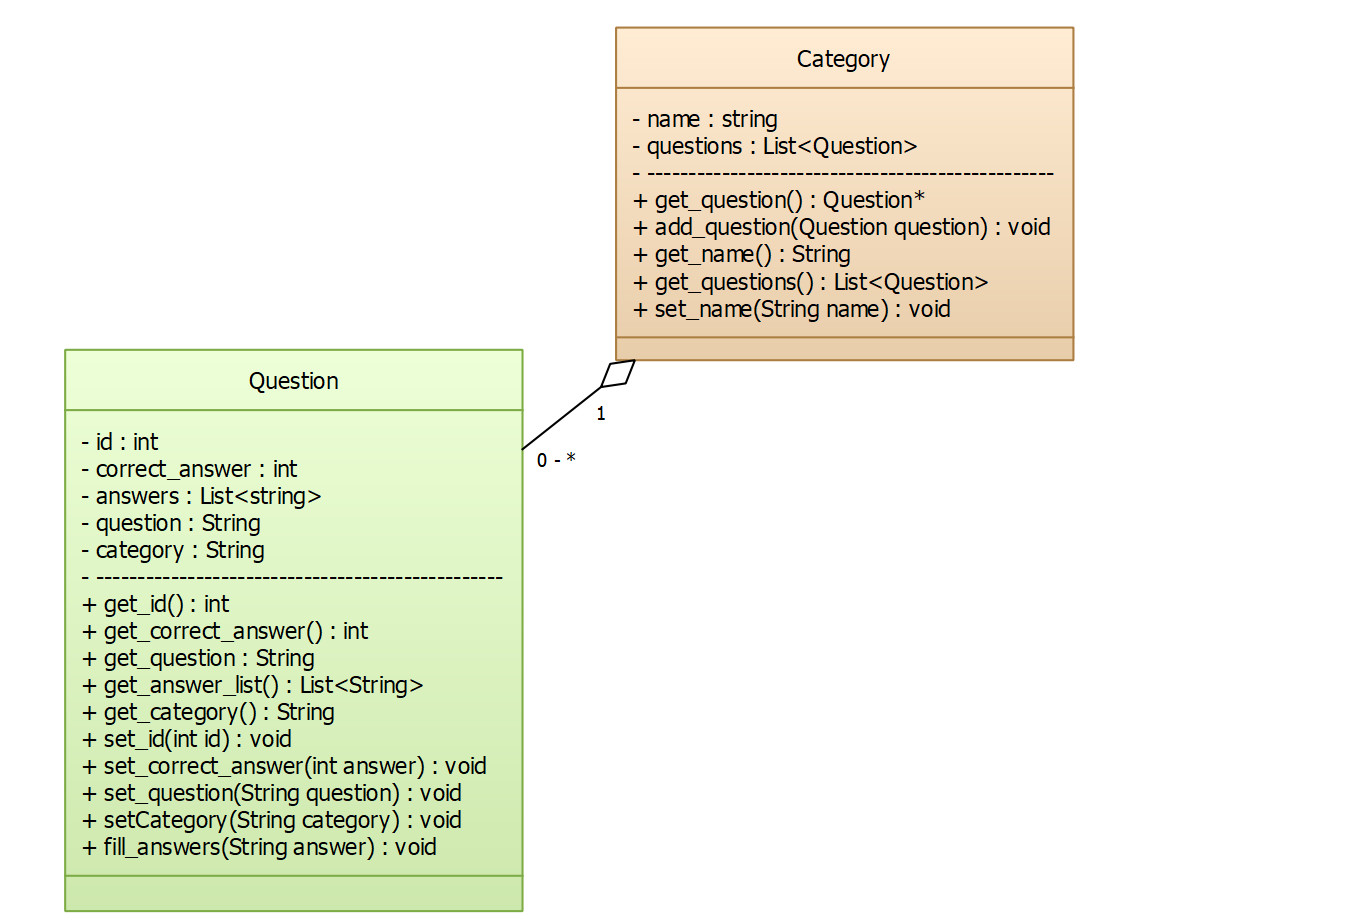 Category
- name : string
- questions : List<Question>
- --------------------------------------------------
+ get_question() : Question*
+ add_question(Question question) : void
+ get_name() : String
+ get_questions() : List<Question>
+ set_name(String name) : void
1
0 - *
Question
- id : int
- correct_answer : int
- answers : List<string>
- question : String
- category : String
- --------------------------------------------------
+ get_id() : int
+ get_correct_answer() : int
+ get_question : String
+ get_answer_list() : List<String>
+ get_category() : String
+ set_id(int id) : void
+ set_correct_answer(int answer) : void
+ set_question(String question) : void
+ setCategory(String category) : void
+ fill_answers(String answer) : void